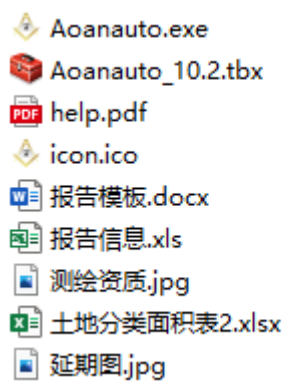 Aoanauto.exe
Aoanauto_10.2.tbx
PDF help.pdf
icon.ico
报告模板.docx
报告信息.xls
测绘资质.jpg
土地分类面积表2.xlsx
延期图.jpg